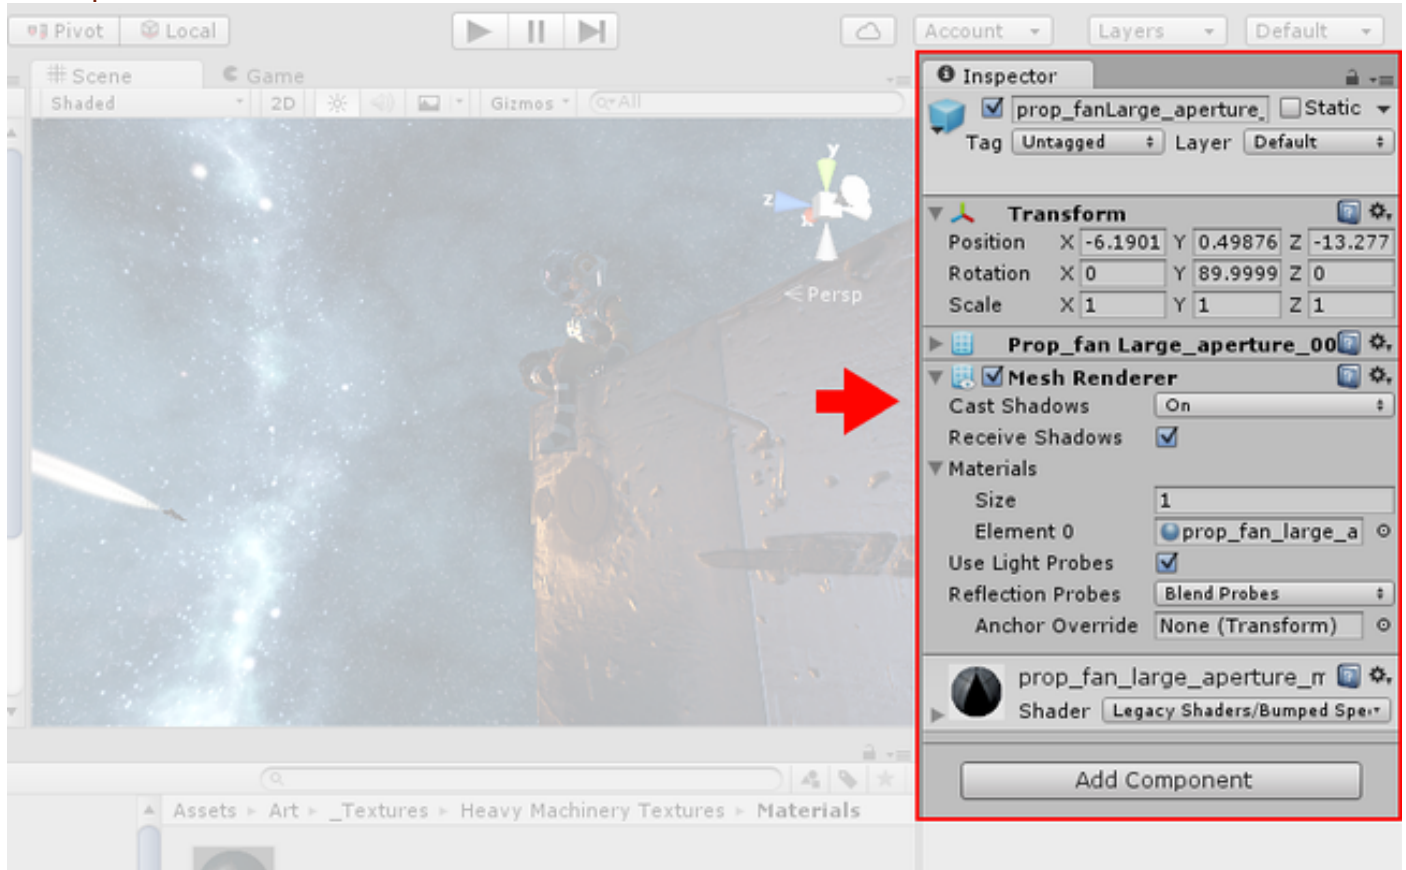 Pivot Local Account Layers Default
Scene Game
Shaded 2D Gizmos All
y
z
x
Persp
Inspector
prop_fanLarge_aperture_ Static
Tag Untagged Layer Default
Transform
Position X -6.1901 Y 0.49876 Z -13.277
Rotation X 0 Y 89.9999 Z 0
Scale X 1 Y 1 Z 1
Prop_fan Large_aperture_00
Mesh Renderer
Cast Shadows On
Receive Shadows
Materials
Size 1
Element 0 prop_fan_large_a
Use Light Probes
Reflection Probes Blend Probes
Anchor Override None (Transform)
prop_fan_large_aperture_m
Shader Legacy Shaders/Bumped Spe
Add Component
Assets Art _Textures Heavy Machinery Textures Materials